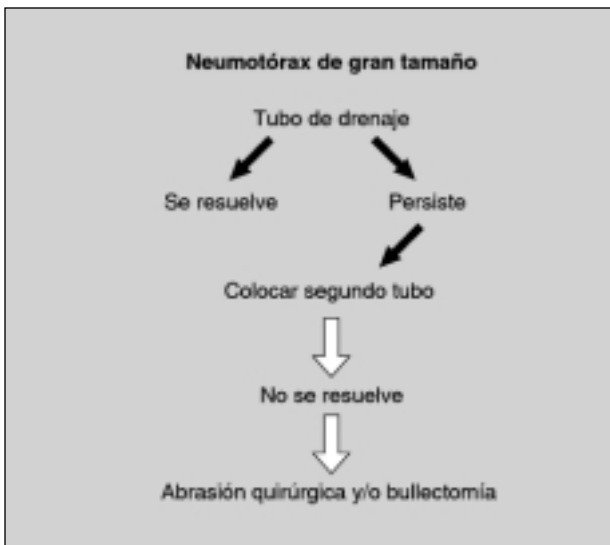 Neumotórax de gran tamaño
Tubo de drenaje
Se resuelve
Persiste
Colocar segundo tubo
No se resuelve
Abrasión quirúrgica y/o bullectomía